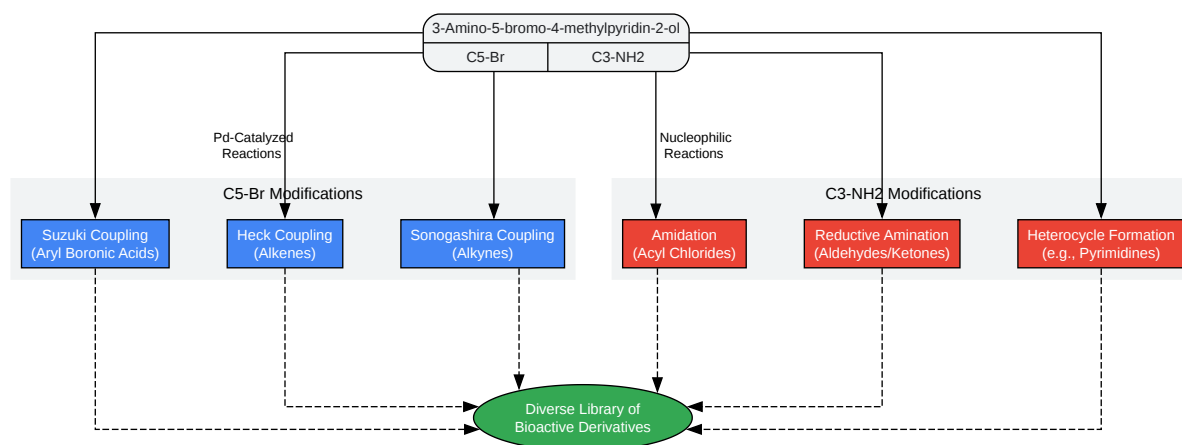 3-Amino-5-bromo-4-methylpyridin-2-ol
C5-Br
C3-NH2
Pd-Catalyzed
Reactions
Nucleophilic
Reactions
C5-Br Modifications
C3-NH2 Modifications
Suzuki Coupling
(Aryl Boronic Acids)
Heck Coupling
(Alkenes)
Sonogashira Coupling
(Alkynes)
Amidation
(Acyl Chlorides)
Reductive Amination
(Aldehydes/Ketones)
Heterocycle Formation
(e.g., Pyrimidines)
Diverse Library of
Bioactive Derivatives